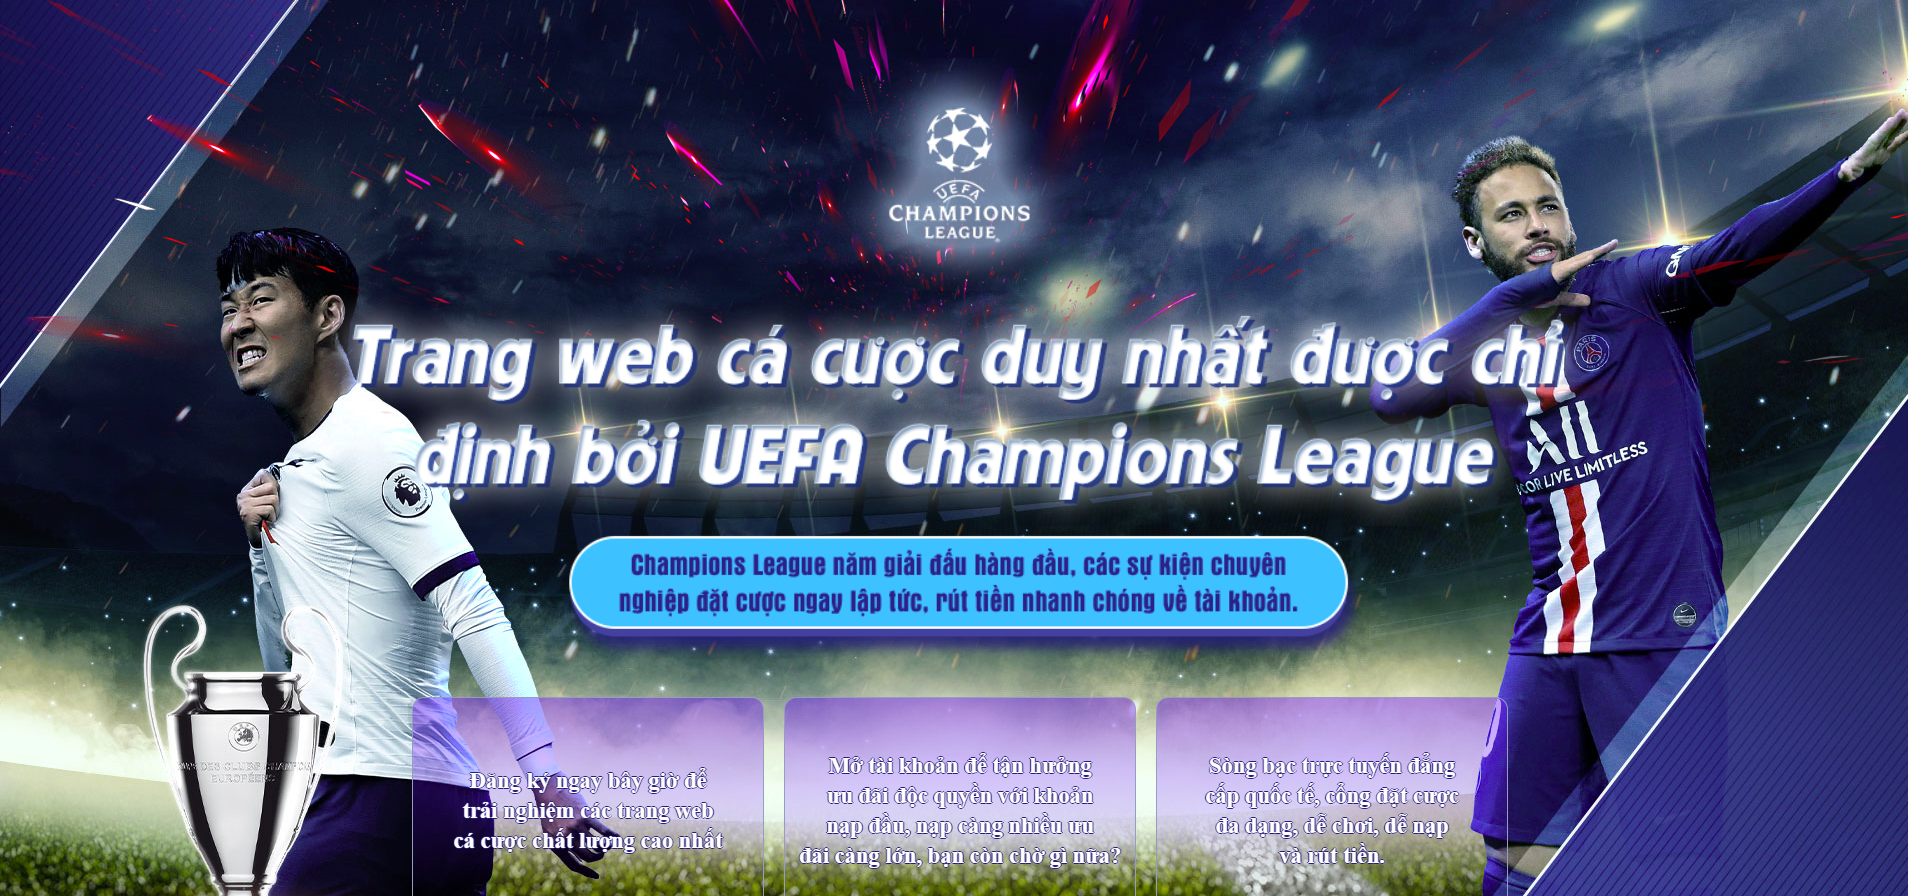 UEFA
CHAMPIONS
LEAGUE
Trang web cá cược duy nhất được chỉ
định bởi UEFA Champions League
Champions League năm giải đấu hàng đầu, các sự kiện chuyên
nghiệp đặt cược ngay lập tức, rút tiền nhanh chóng về tài khoản.
PARIS
ALL
LIVE LIMITLESS
EUROPÉENS
Đăng ký ngay bây giờ để
trải nghiệm các trang web
cá cược chất lượng cao nhất
Mở tài khoản để tận hưởng
ưu đãi độc quyền với khoản
nạp đầu, nạp càng nhiều ưu
đãi càng lớn, bạn còn chờ gì nữa?
Sòng bạc trực tuyến đẳng
cấp quốc tế, cổng đặt cược
đa dạng, dễ chơi, dễ nạp
và rút tiền.